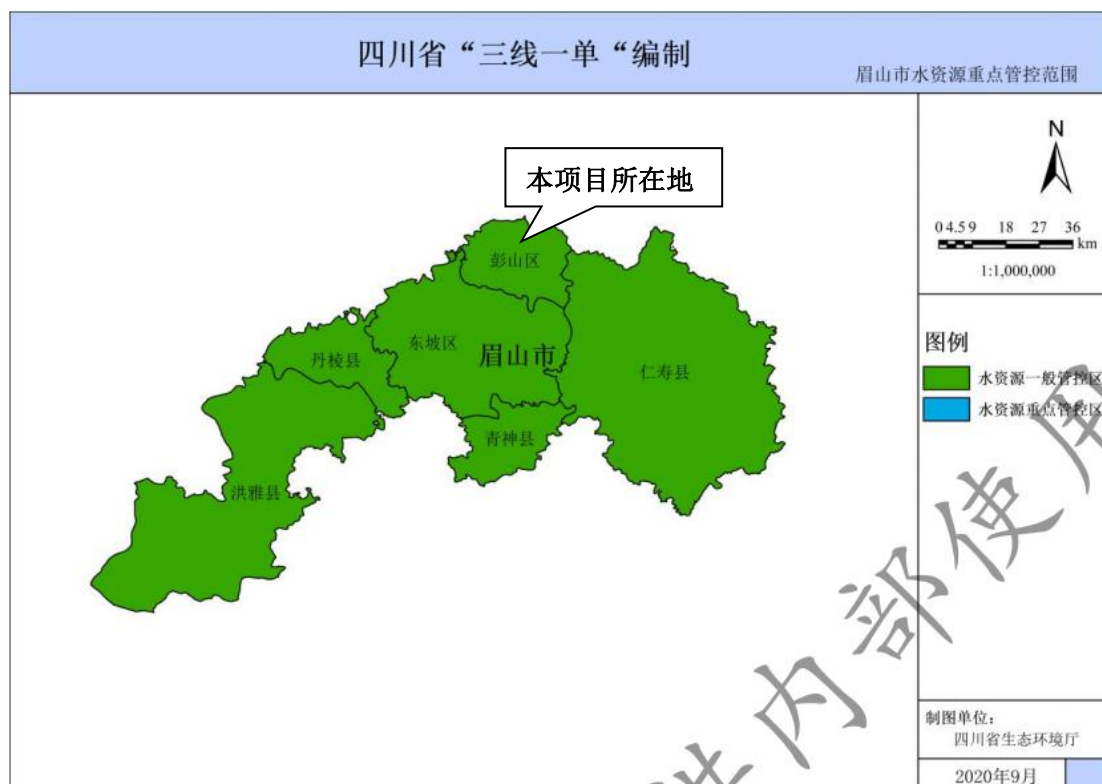 四川省“三线一单“编制
眉山市水资源重点管控范围
本项目所在地
N
0 4.5 9 18 27 36
km
1:1,000,000
彭山区
东坡区
眉山市
丹棱县
仁寿县
青神县
洪雅县
图例
水资源一般管控区
水资源重点管控区
供内部使用
制图单位：
四川省生态环境厅
2020年9月